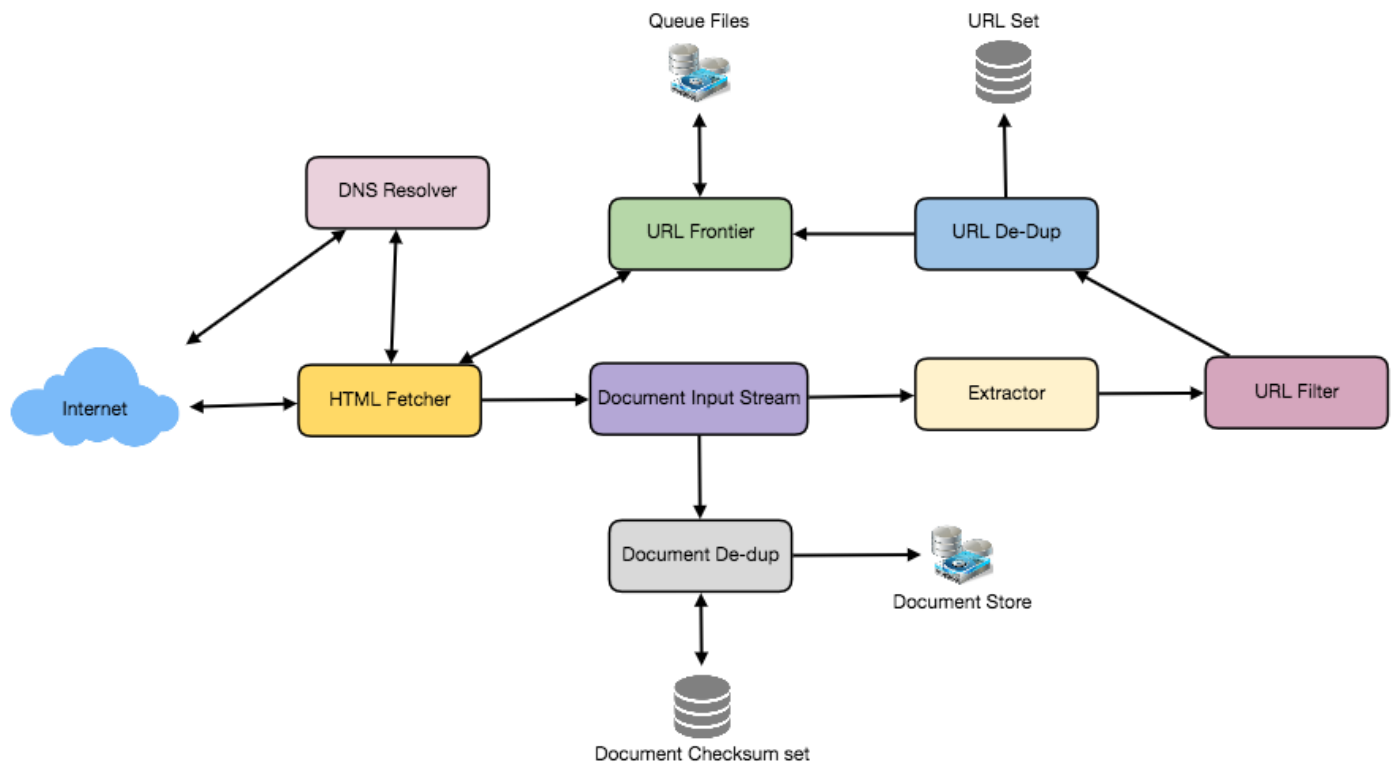 Queue Files
URL Set
DNS Resolver
URL Frontier
URL De-Dup
Internet
HTML Fetcher
Document Input Stream
Extractor
URL Filter
Document De-dup
Document Store
Document Checksum set